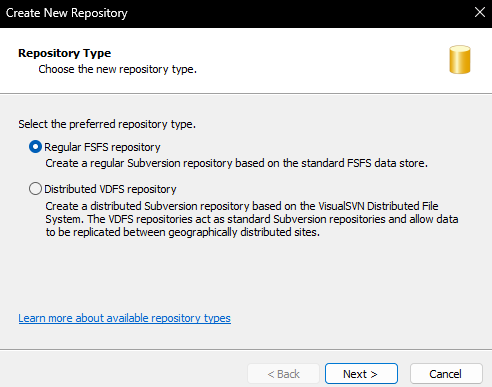 Create New Repository
Repository Type
Choose the new repository type.
Select the preferred repository type.
Regular FSFS repository
Create a regular Subversion repository based on the standard FSFS data store.
Distributed VDFS repository
Create a distributed Subversion repository based on the VisualSVN Distributed File
System. The VDFS repositories act as standard Subversion repositories and allow data
to be replicated between geographically distributed sites.
Learn more about available repository types
< Back
Next >
Cancel